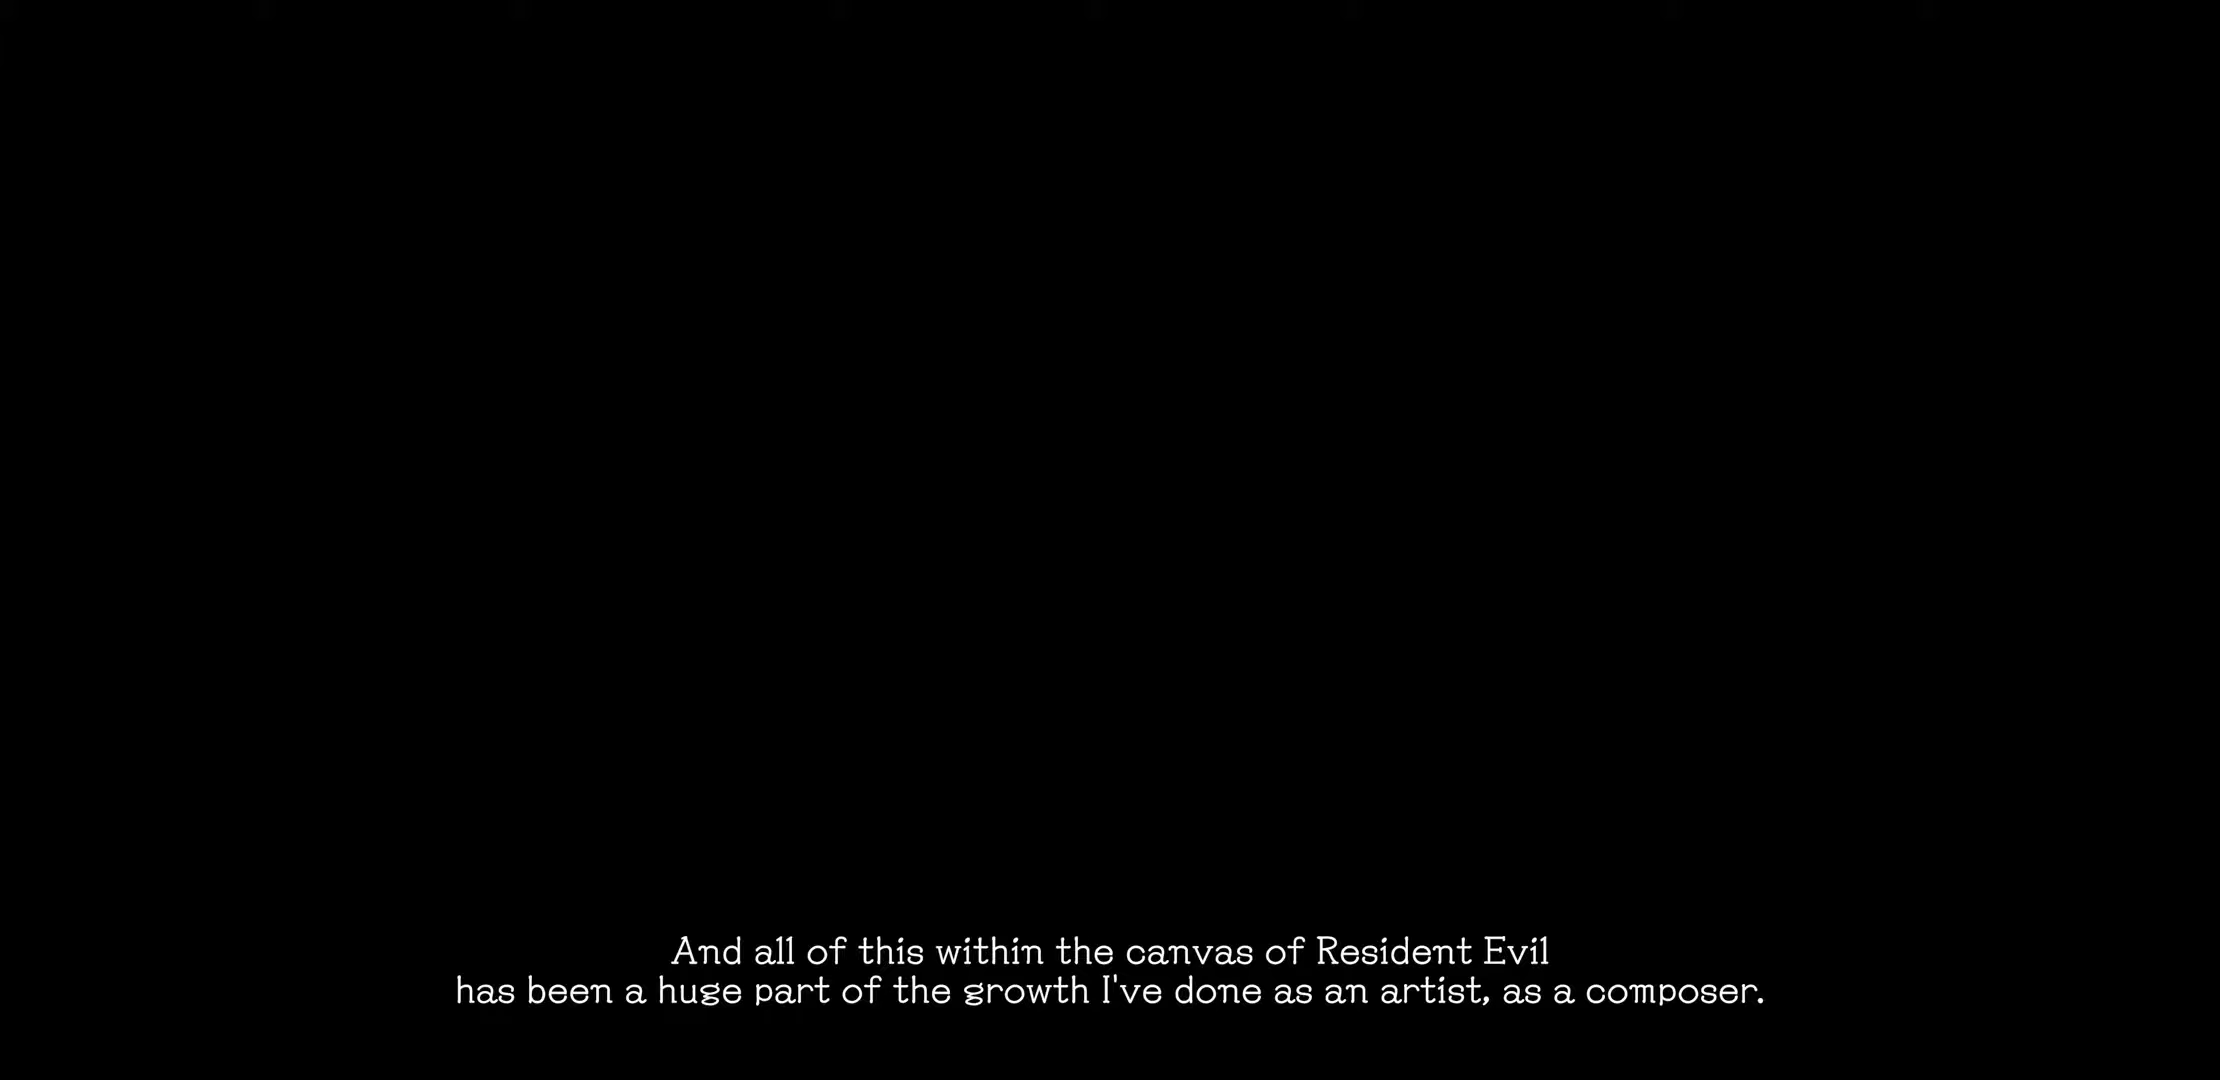 And all of this within the canvas of Resident Evil
has been a huge part of the growth I've done as an artist, as a composer.